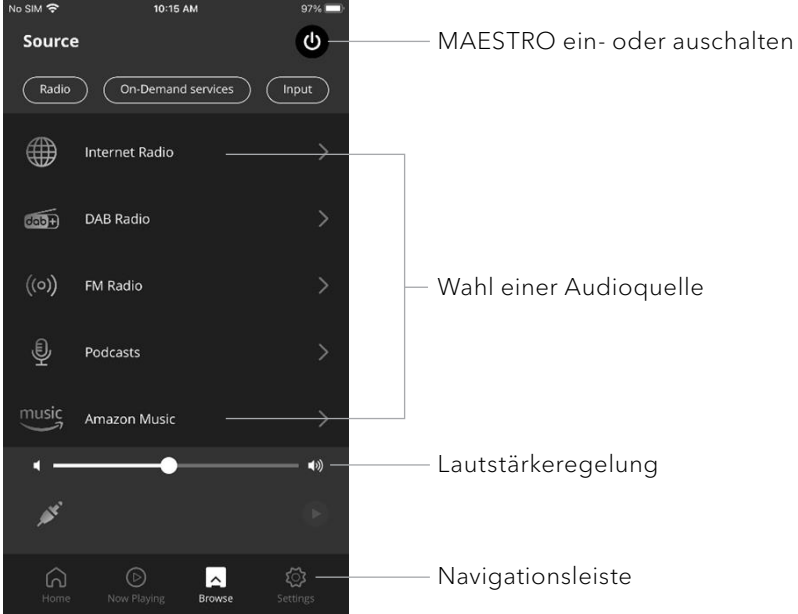 No SIM 10:15 AM 97%
Source
MAESTRO ein- oder auschalten
Radio On-Demand services Input
Internet Radio
dab+ DAB Radio
Wahl einer Audioquelle
FM Radio
Podcasts
music Amazon Music
Lautstärkeregelung
Navigationsleiste
Home Now Playing Browse Settings